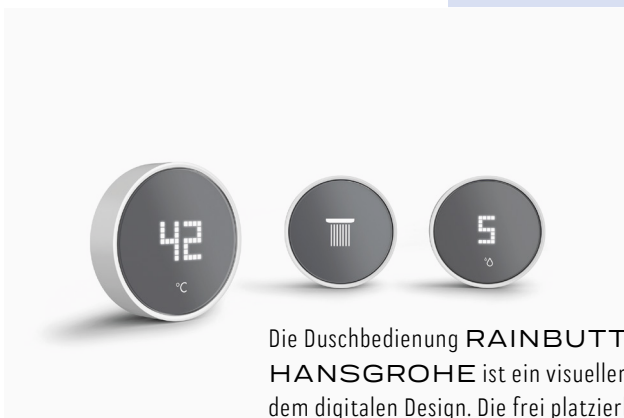 42
°C
5
Die Duschbedienung RAINBUTT
HANSGROHE ist ein visueller
dem digitalen Design. Die frei platzier